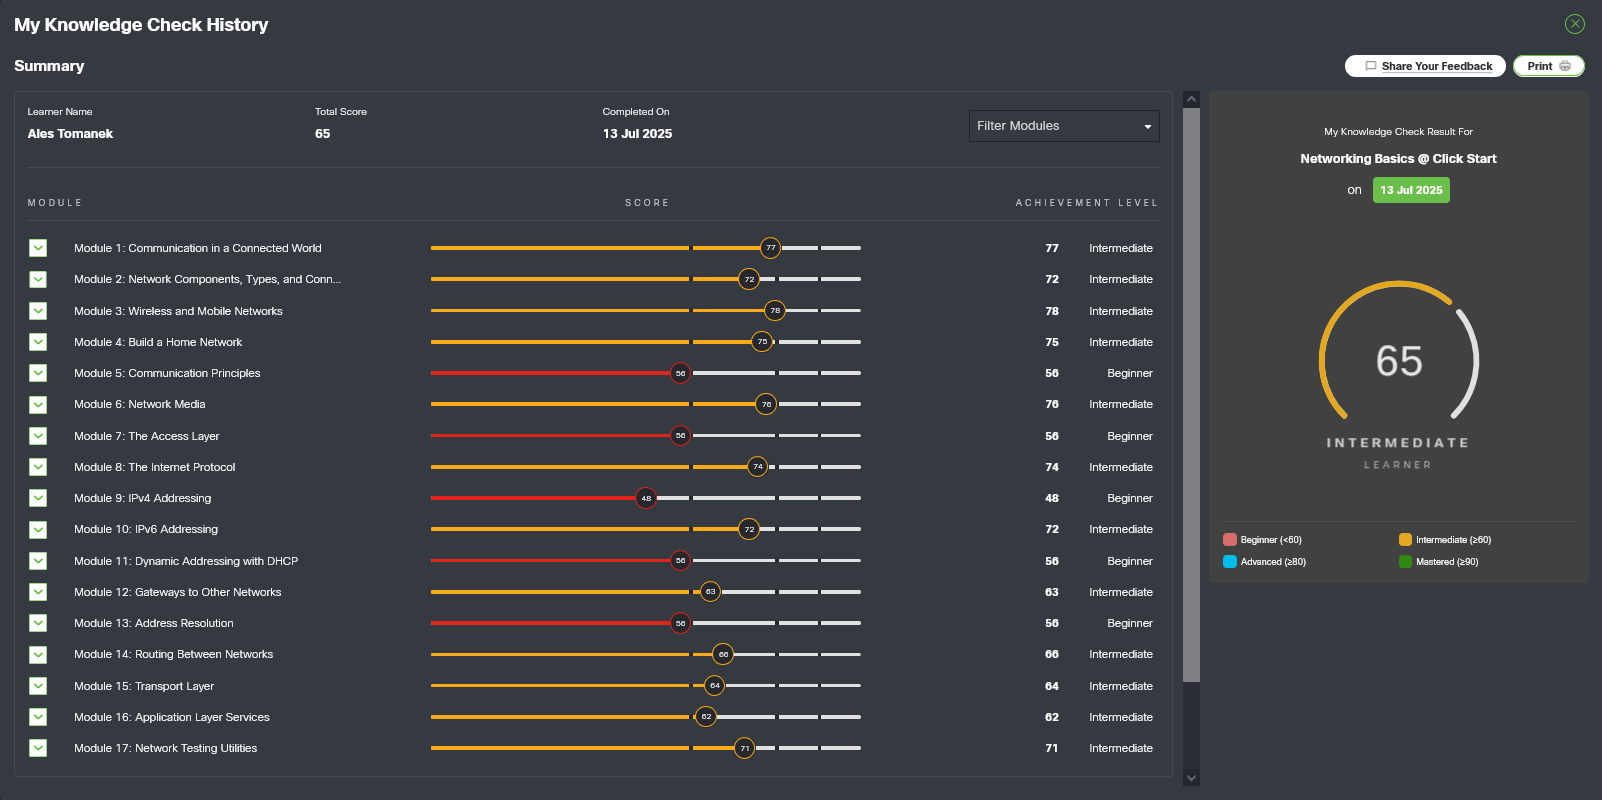 My Knowledge Check History
Summary
Share Your Feedback
Print
Learner Name
Total Score
Completed On
Ales Tomanek
65
13 Jul 2025
Filter Modules
MODULE
SCORE
ACHIEVEMENT LEVEL
Module 1: Communication in a Connected World 77 77 Intermediate
Module 2: Network Components, Types, and Conn... 72 72 Intermediate
Module 3: Wireless and Mobile Networks 78 78 Intermediate
Module 4: Build a Home Network 75 75 Intermediate
Module 5: Communication Principles 56 56 Beginner
Module 6: Network Media 76 76 Intermediate
Module 7: The Access Layer 56 56 Beginner
Module 8: The Internet Protocol 74 74 Intermediate
Module 9: IPv4 Addressing 48 48 Beginner
Module 10: IPv6 Addressing 72 72 Intermediate
Module 11: Dynamic Addressing with DHCP 56 56 Beginner
Module 12: Gateways to Other Networks 63 63 Intermediate
Module 13: Address Resolution 56 56 Beginner
Module 14: Routing Between Networks 66 66 Intermediate
Module 15: Transport Layer 64 64 Intermediate
Module 16: Application Layer Services 62 62 Intermediate
Module 17: Network Testing Utilities 71 71 Intermediate
My Knowledge Check Result For
Networking Basics @ Click Start
on 13 Jul 2025
65
INTERMEDIATE
LEARNER
Beginner (<60)
Intermediate (≥60)
Advanced (≥80)
Mastered (≥90)